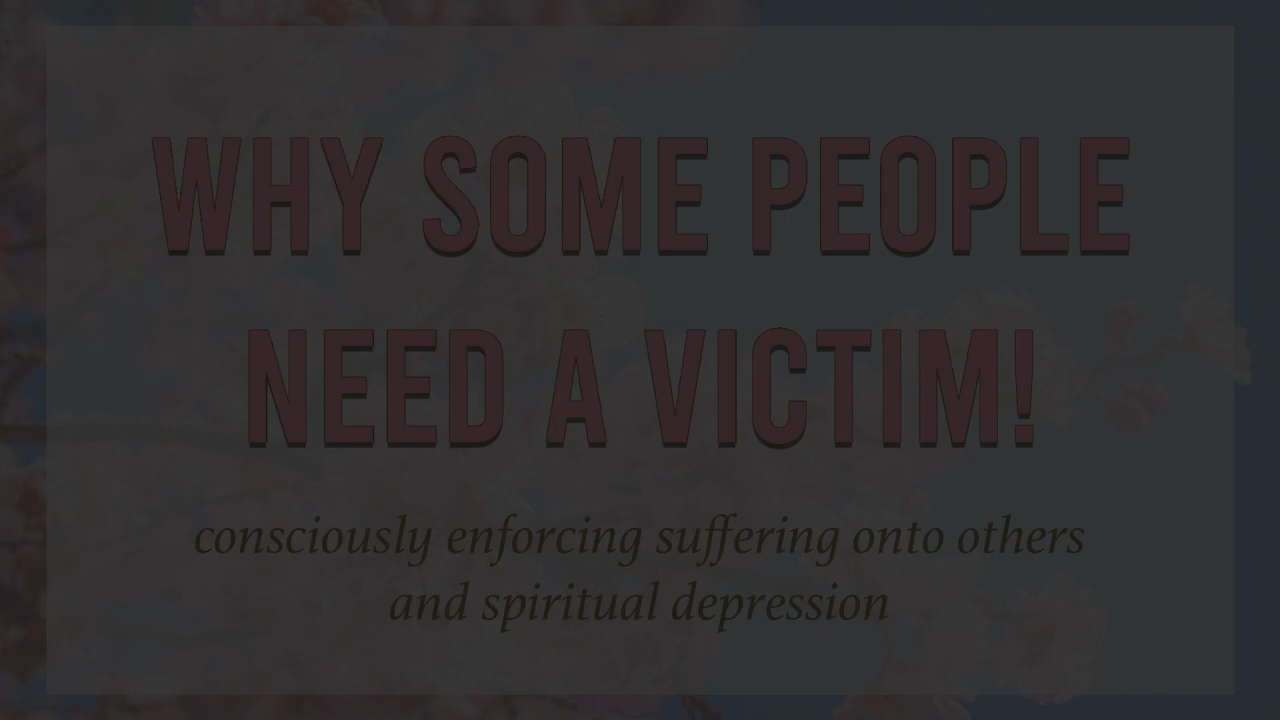 WHY SOME PEOPLE
NEED A VICTIM!
consciously enforcing suffering onto others
and spiritual depression